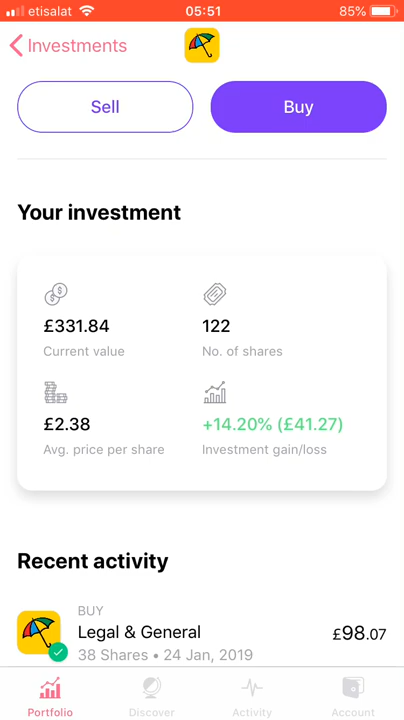 etisalat 05:51 85%
Investments
Sell Buy
Your investment
£331.84 122
Current value No. of shares
£2.38 +14.20% (£41.27)
Avg. price per share Investment gain/loss
Recent activity
BUY
Legal & General £98.07
38 Shares • 24 Jan, 2019
Portfolio Discover Activity Account